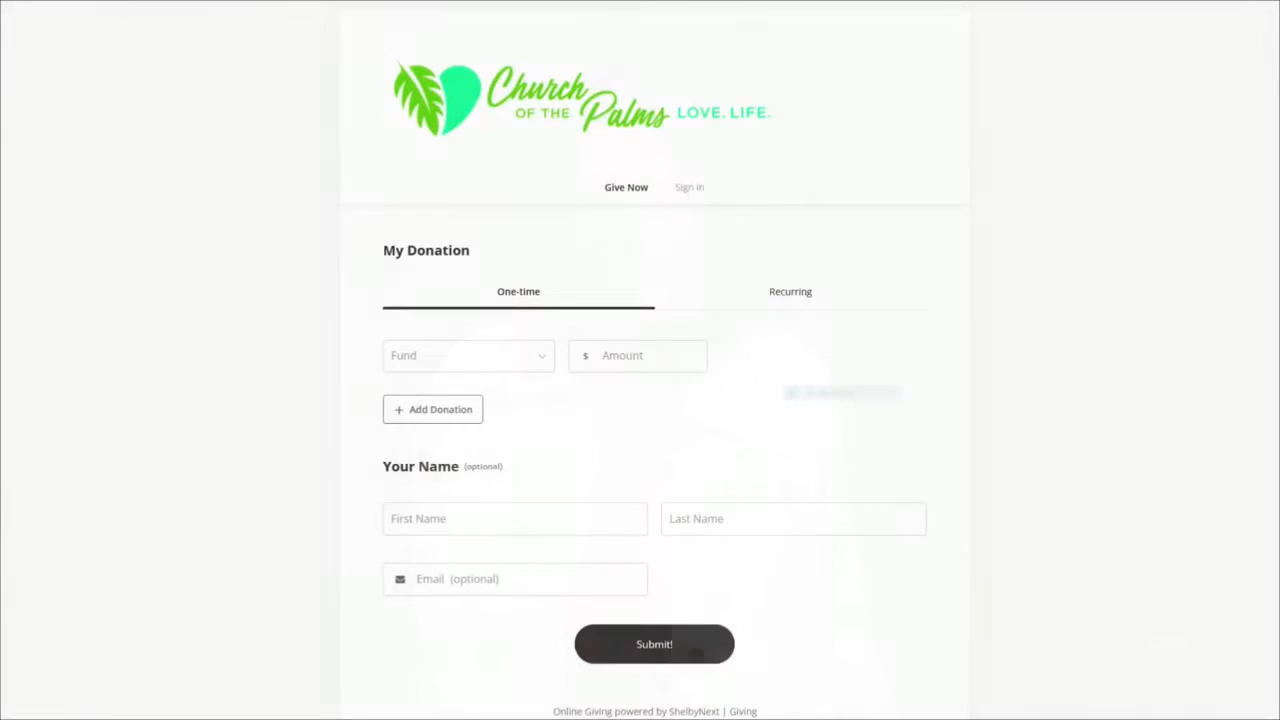 Church
OF THE Palms LOVE. LIFE.
Give Now Sign in
My Donation
One-time Recurring
Fund $ Amount
+ Add Donation
Your Name (optional)
First Name Last Name
Email (optional)
Submit!
Online Giving powered by ShelbyNext | Giving